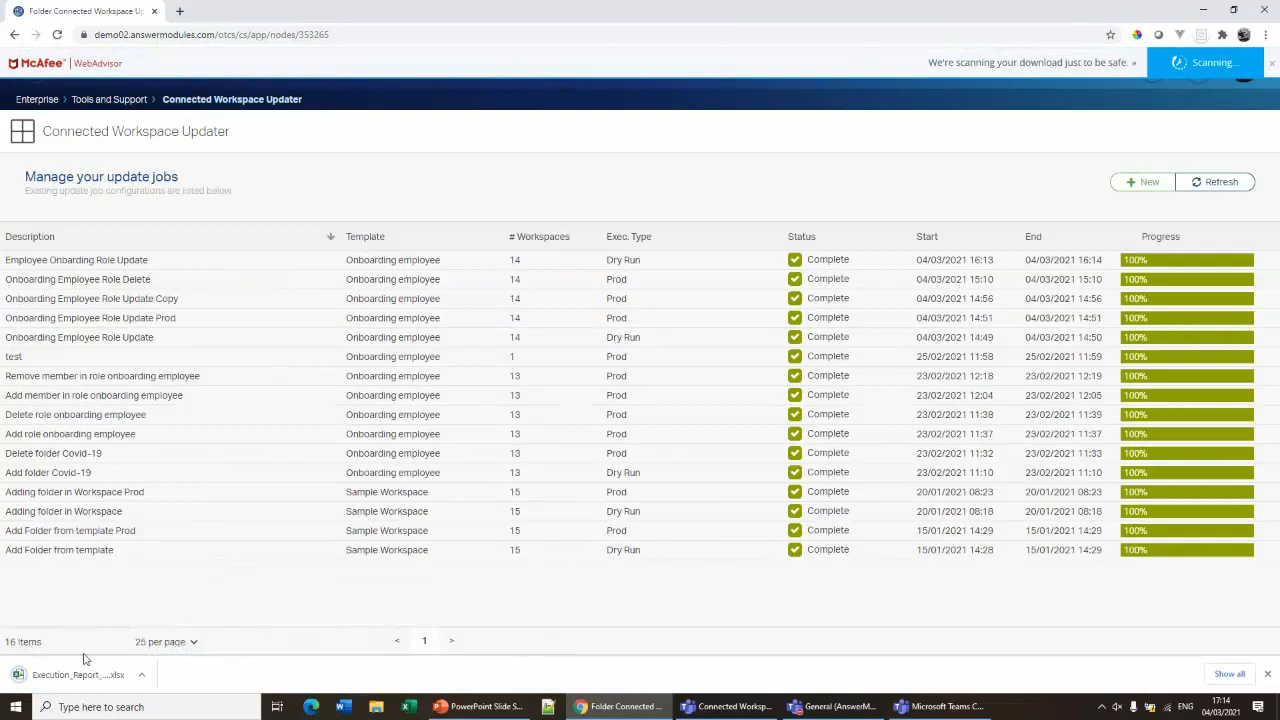 Folder Connected Workspace Up
demo02.answermodules.com/otcs/cs/app/nodes/353265
McAfee™ | WebAdvisor
We're scanning your download just to be safe. »
Scanning...
Enterprise > Tools and Support > Connected Workspace Updater
Connected Workspace Updater
Manage your update jobs
Existing update job configurations are listed below.
+ New
Refresh
Description Template # Workspaces Exec. Type Status Start End Progress
Employee Onbarding Role Update Onboarding employee 14 Dry Run Complete 04/03/2021 16:13 04/03/2021 16:14 100%
Onboarding Employee Role Delete Onboarding employee 14 Prod Complete 04/03/2021 15:10 04/03/2021 15:10 100%
Onboarding Employee Role Update Copy Onboarding employee 14 Prod Complete 04/03/2021 14:56 04/03/2021 14:56 100%
Onboarding Employee Role Update Prod Onboarding employee 14 Prod Complete 04/03/2021 14:51 04/03/2021 14:51 100%
Onboarding Employee Role Update Onboarding employee 14 Dry Run Complete 04/03/2021 14:49 04/03/2021 14:50 100%
test Onboarding employee 1 Prod Complete 25/02/2021 11:58 25/02/2021 11:59 100%
Remove member in role onboarding employee Onboarding employee 13 Prod Complete 23/02/2021 12:18 23/02/2021 12:19 100%
Add member in role onboarding employee Onboarding employee 13 Prod Complete 23/02/2021 12:04 23/02/2021 12:05 100%
Delete role onboarding employee Onboarding employee 13 Prod Complete 23/02/2021 11:38 23/02/2021 11:39 100%
Add role onboarding employee Onboarding employee 13 Prod Complete 23/02/2021 11:37 23/02/2021 11:37 100%
Delete folder Covid-19 Onboarding employee 13 Prod Complete 23/02/2021 11:32 23/02/2021 11:33 100%
Add folder Covid-19 Onboarding employee 13 Dry Run Complete 23/02/2021 11:10 23/02/2021 11:10 100%
Adding folder in Workspace Prod Sample Workspace 15 Prod Complete 20/01/2021 08:23 20/01/2021 08:23 100%
Adding folder in Workspace Sample Workspace 15 Dry Run Complete 20/01/2021 08:18 20/01/2021 08:18 100%
Add Folder from template Prod Sample Workspace 15 Prod Complete 15/01/2021 14:29 15/01/2021 14:29 100%
Add Folder from template Sample Workspace 15 Dry Run Complete 15/01/2021 14:28 15/01/2021 14:29 100%
16 items 25 per page < 1 >
Execution_Report_....xlsx
Show all
Type here to search
PowerPoint Slide S...
Folder Connected ...
Connected Worksp...
General (AnswerM...
Microsoft Teams C...
ENG
17:14
04/03/2021